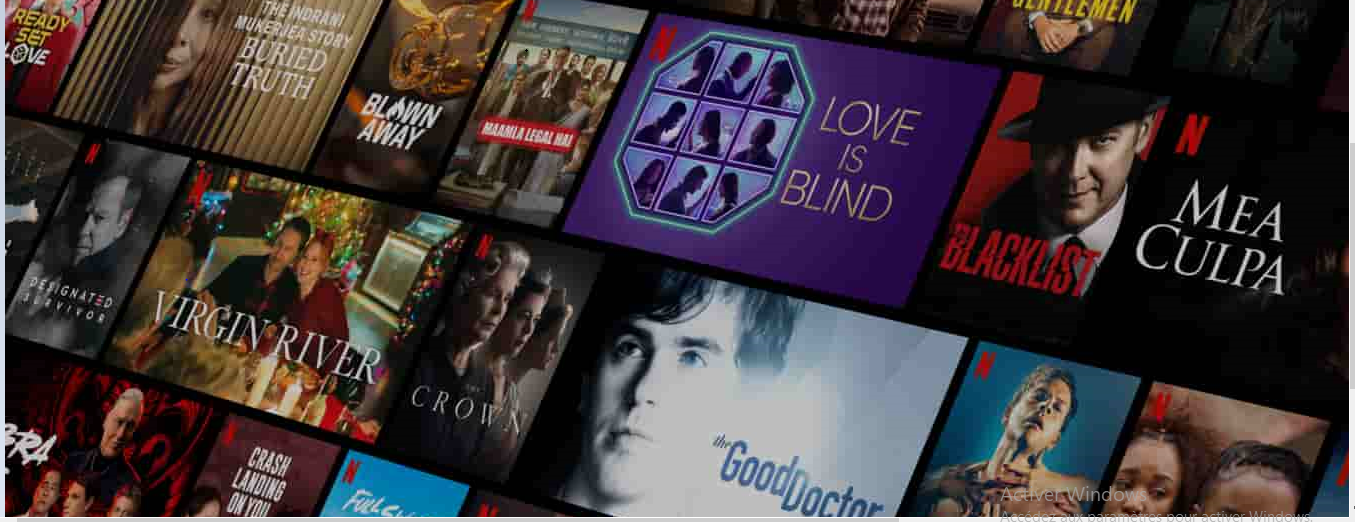 READY
SET
LOVE
THE INDRANI
MUKERJEA STORY
BURIED
TRUTH
BLOWN
AWAY
N
MAAMLA LEGAL HAI
N
LOVE
IS
BLIND
GENTLEMEN
BLACKLIST
N
MEA
CULPA
N
DESIGNATED
SURVIVOR
N
VIRGIN RIVER
N
THE
CROWN
the
Good Doctor
N
N
BRA
N
CRASH
LANDING
ON YOU
N
FULL
N
Activer Windows
Accédez aux paramètres pour activer Windows.